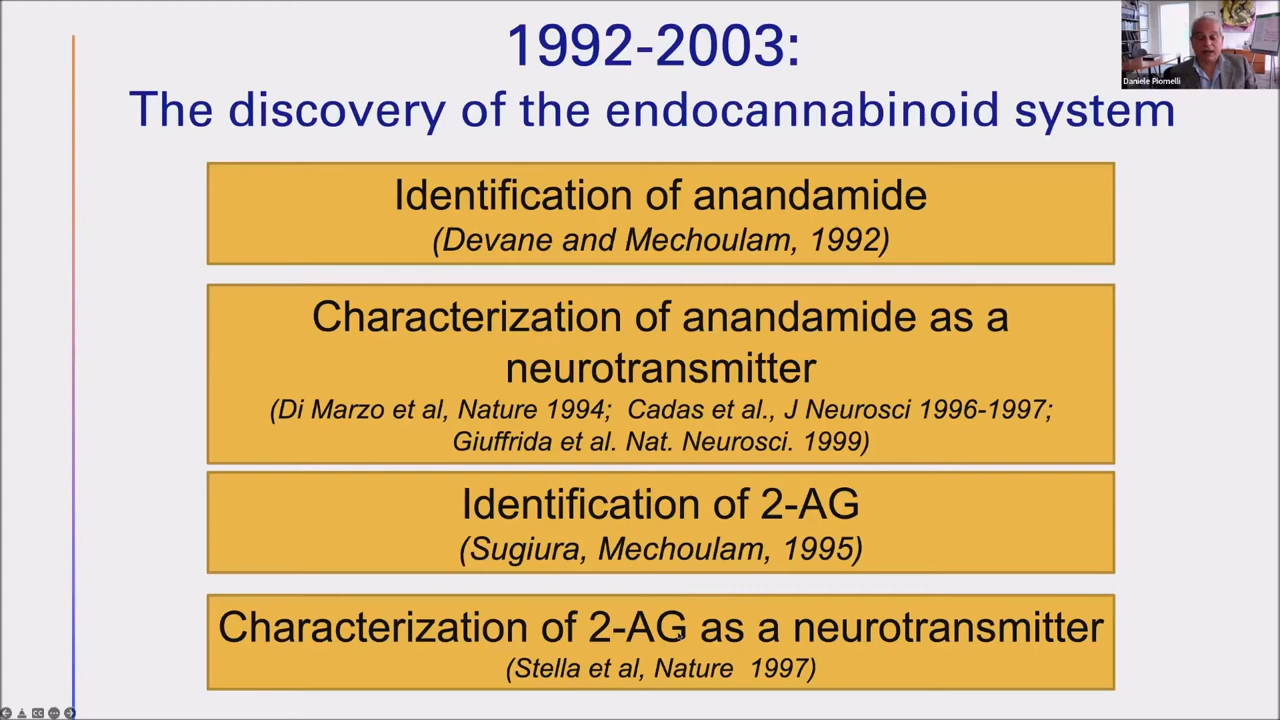 1992-2003:
The discovery of the endocannabinoid system
Daniele Piomelli
Identification of anandamide
(Devane and Mechoulam, 1992)
Characterization of anandamide as a
neurotransmitter
(Di Marzo et al, Nature 1994; Cadas et al., J Neurosci 1996-1997;
Giuffrida et al. Nat. Neurosci. 1999)
Identification of 2-AG
(Sugiura, Mechoulam, 1995)
Characterization of 2-AG as a neurotransmitter
(Stella et al, Nature 1997)